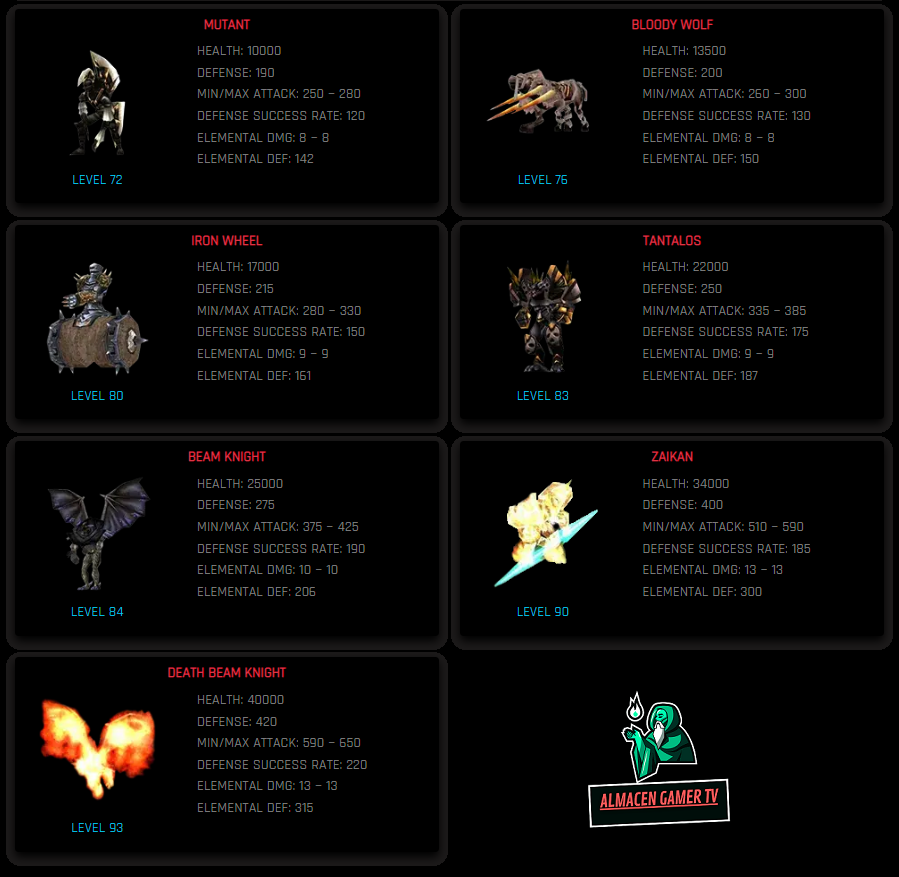 MUTANT
HEALTH: 10000
DEFENSE: 190
MIN/MAX ATTACK: 250 – 280
DEFENSE SUCCESS RATE: 120
ELEMENTAL DMG: 8 – 8
ELEMENTAL DEF: 142
LEVEL 72
BLOODY WOLF
HEALTH: 13500
DEFENSE: 200
MIN/MAX ATTACK: 260 – 300
DEFENSE SUCCESS RATE: 130
ELEMENTAL DMG: 8 – 8
ELEMENTAL DEF: 150
LEVEL 76
IRON WHEEL
HEALTH: 17000
DEFENSE: 215
MIN/MAX ATTACK: 280 – 330
DEFENSE SUCCESS RATE: 150
ELEMENTAL DMG: 9 – 9
ELEMENTAL DEF: 161
LEVEL 80
TANTALOS
HEALTH: 22000
DEFENSE: 250
MIN/MAX ATTACK: 335 – 385
DEFENSE SUCCESS RATE: 175
ELEMENTAL DMG: 9 – 9
ELEMENTAL DEF: 187
LEVEL 83
BEAM KNIGHT
HEALTH: 25000
DEFENSE: 275
MIN/MAX ATTACK: 375 – 425
DEFENSE SUCCESS RATE: 190
ELEMENTAL DMG: 10 – 10
ELEMENTAL DEF: 206
LEVEL 84
ZAIKAN
HEALTH: 34000
DEFENSE: 400
MIN/MAX ATTACK: 510 – 590
DEFENSE SUCCESS RATE: 185
ELEMENTAL DMG: 13 – 13
ELEMENTAL DEF: 300
LEVEL 90
DEATH BEAM KNIGHT
HEALTH: 40000
DEFENSE: 420
MIN/MAX ATTACK: 590 – 650
DEFENSE SUCCESS RATE: 220
ELEMENTAL DMG: 13 – 13
ELEMENTAL DEF: 315
LEVEL 93
ALMACEN GAMER TV